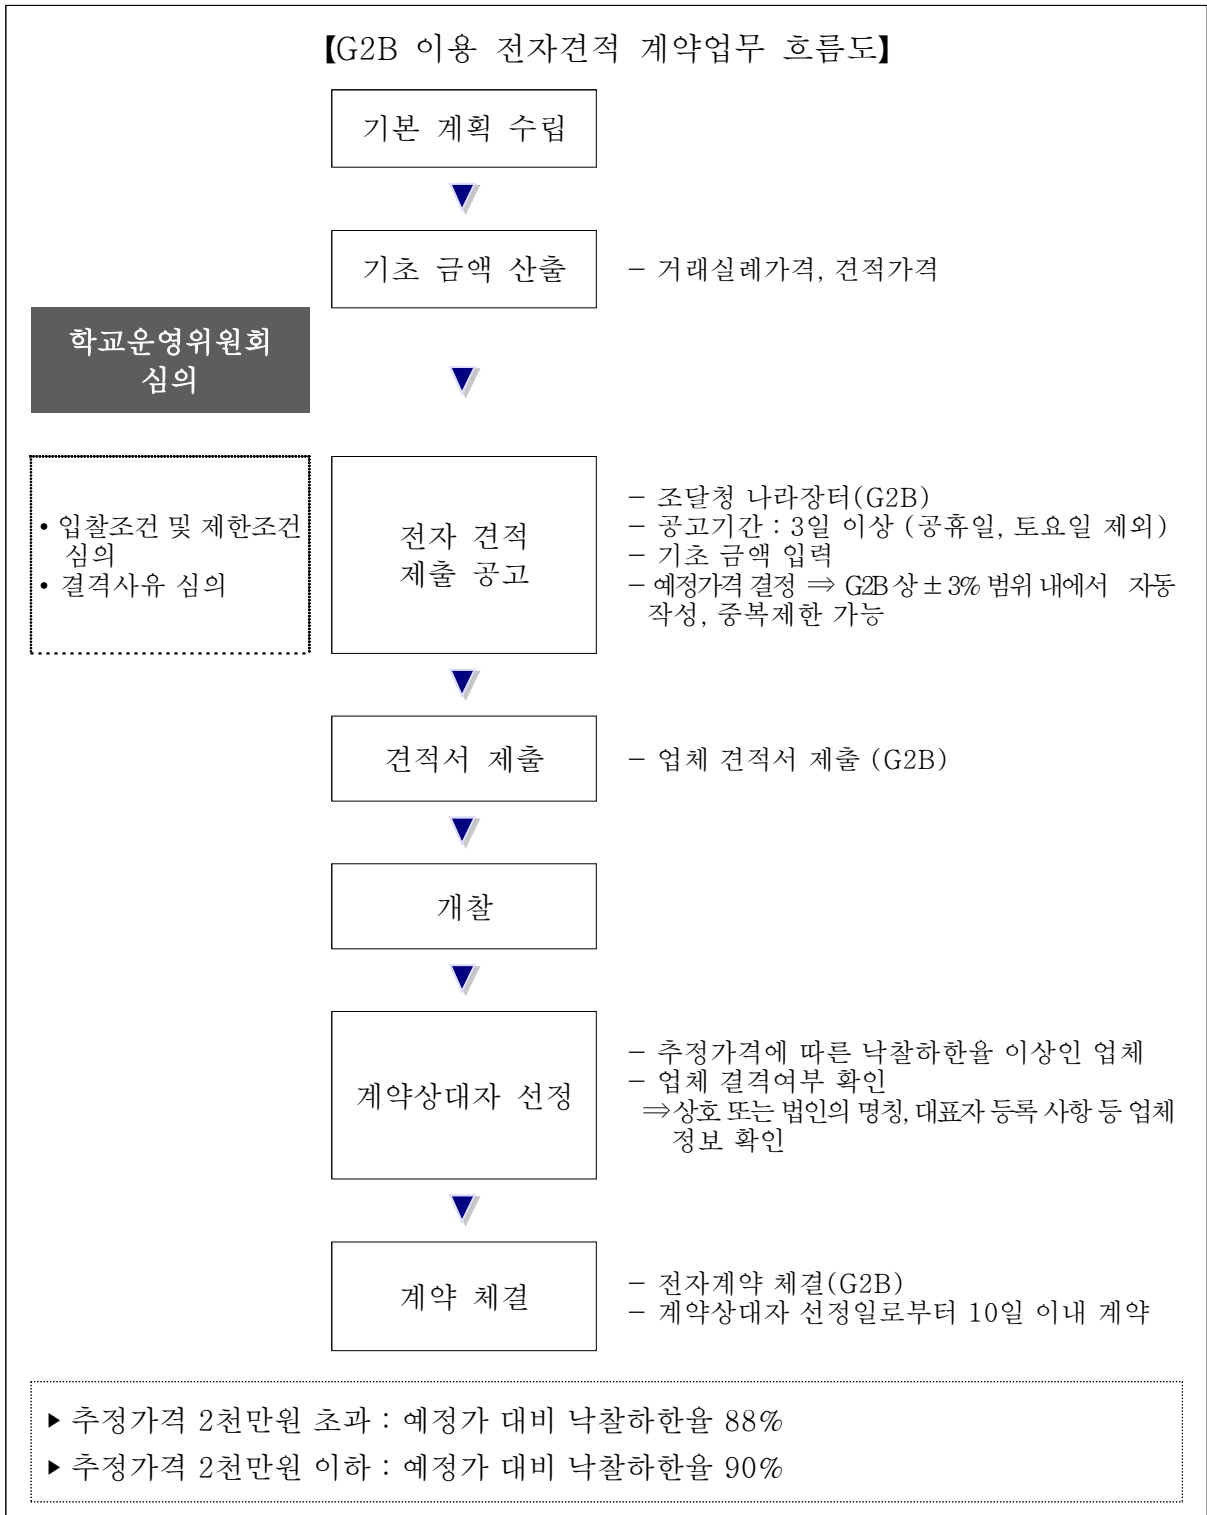 【G2B 이용 전자견적 계약업무 흐름도】
기본 계획 수립
기초 금액 산출
– 거래실례가격, 견적가격
학교운영위원회
심의
• 입찰조건 및 제한조건
심의
• 결격사유 심의
전자 견적
제출 공고
– 조달청 나라장터(G2B)
– 공고기간 : 3일 이상 (공휴일, 토요일 제외)
– 기초 금액 입력
– 예정가격 결정 ⇒ G2B 상 ± 3% 범위 내에서 자동
작성, 중복제한 가능
견적서 제출
– 업체 견적서 제출 (G2B)
개찰
계약상대자 선정
– 추정가격에 따른 낙찰하한율 이상인 업체
– 업체 결격여부 확인
⇒상호 또는 법인의 명칭, 대표자 등록 사항 등 업체
정보 확인
계약 체결
– 전자계약 체결(G2B)
– 계약상대자 선정일로부터 10일 이내 계약
▶ 추정가격 2천만원 초과 : 예정가 대비 낙찰하한율 88%
▶ 추정가격 2천만원 이하 : 예정가 대비 낙찰하한율 90%